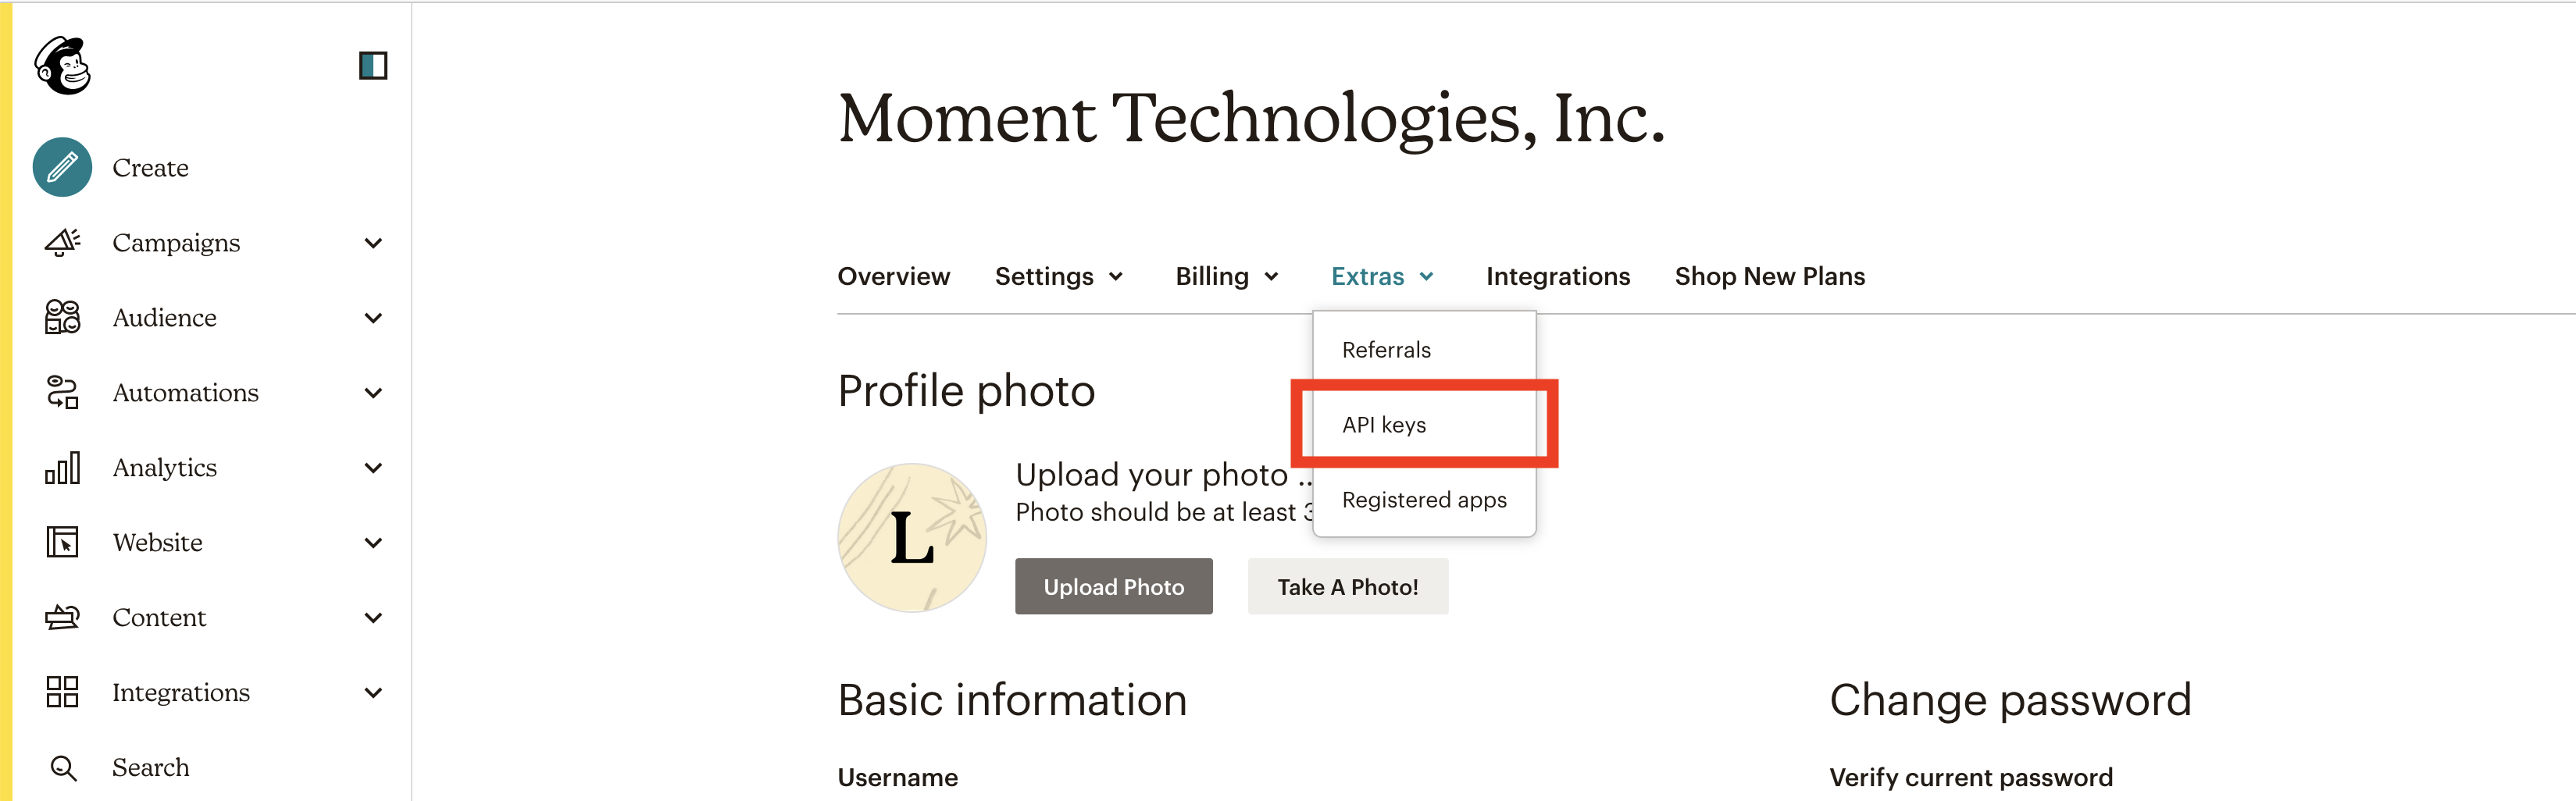 Create
Campaigns
Audience
Automations
Analytics
Website
Content
Integrations
Search
Moment Technologies, Inc.
Overview Settings Billing Extras Integrations Shop New Plans
Referrals
API keys
Registered apps
Profile photo
L
Upload your photo ..
Photo should be at least
Upload Photo Take A Photo!
Basic information
Username
Change password
Verify current password